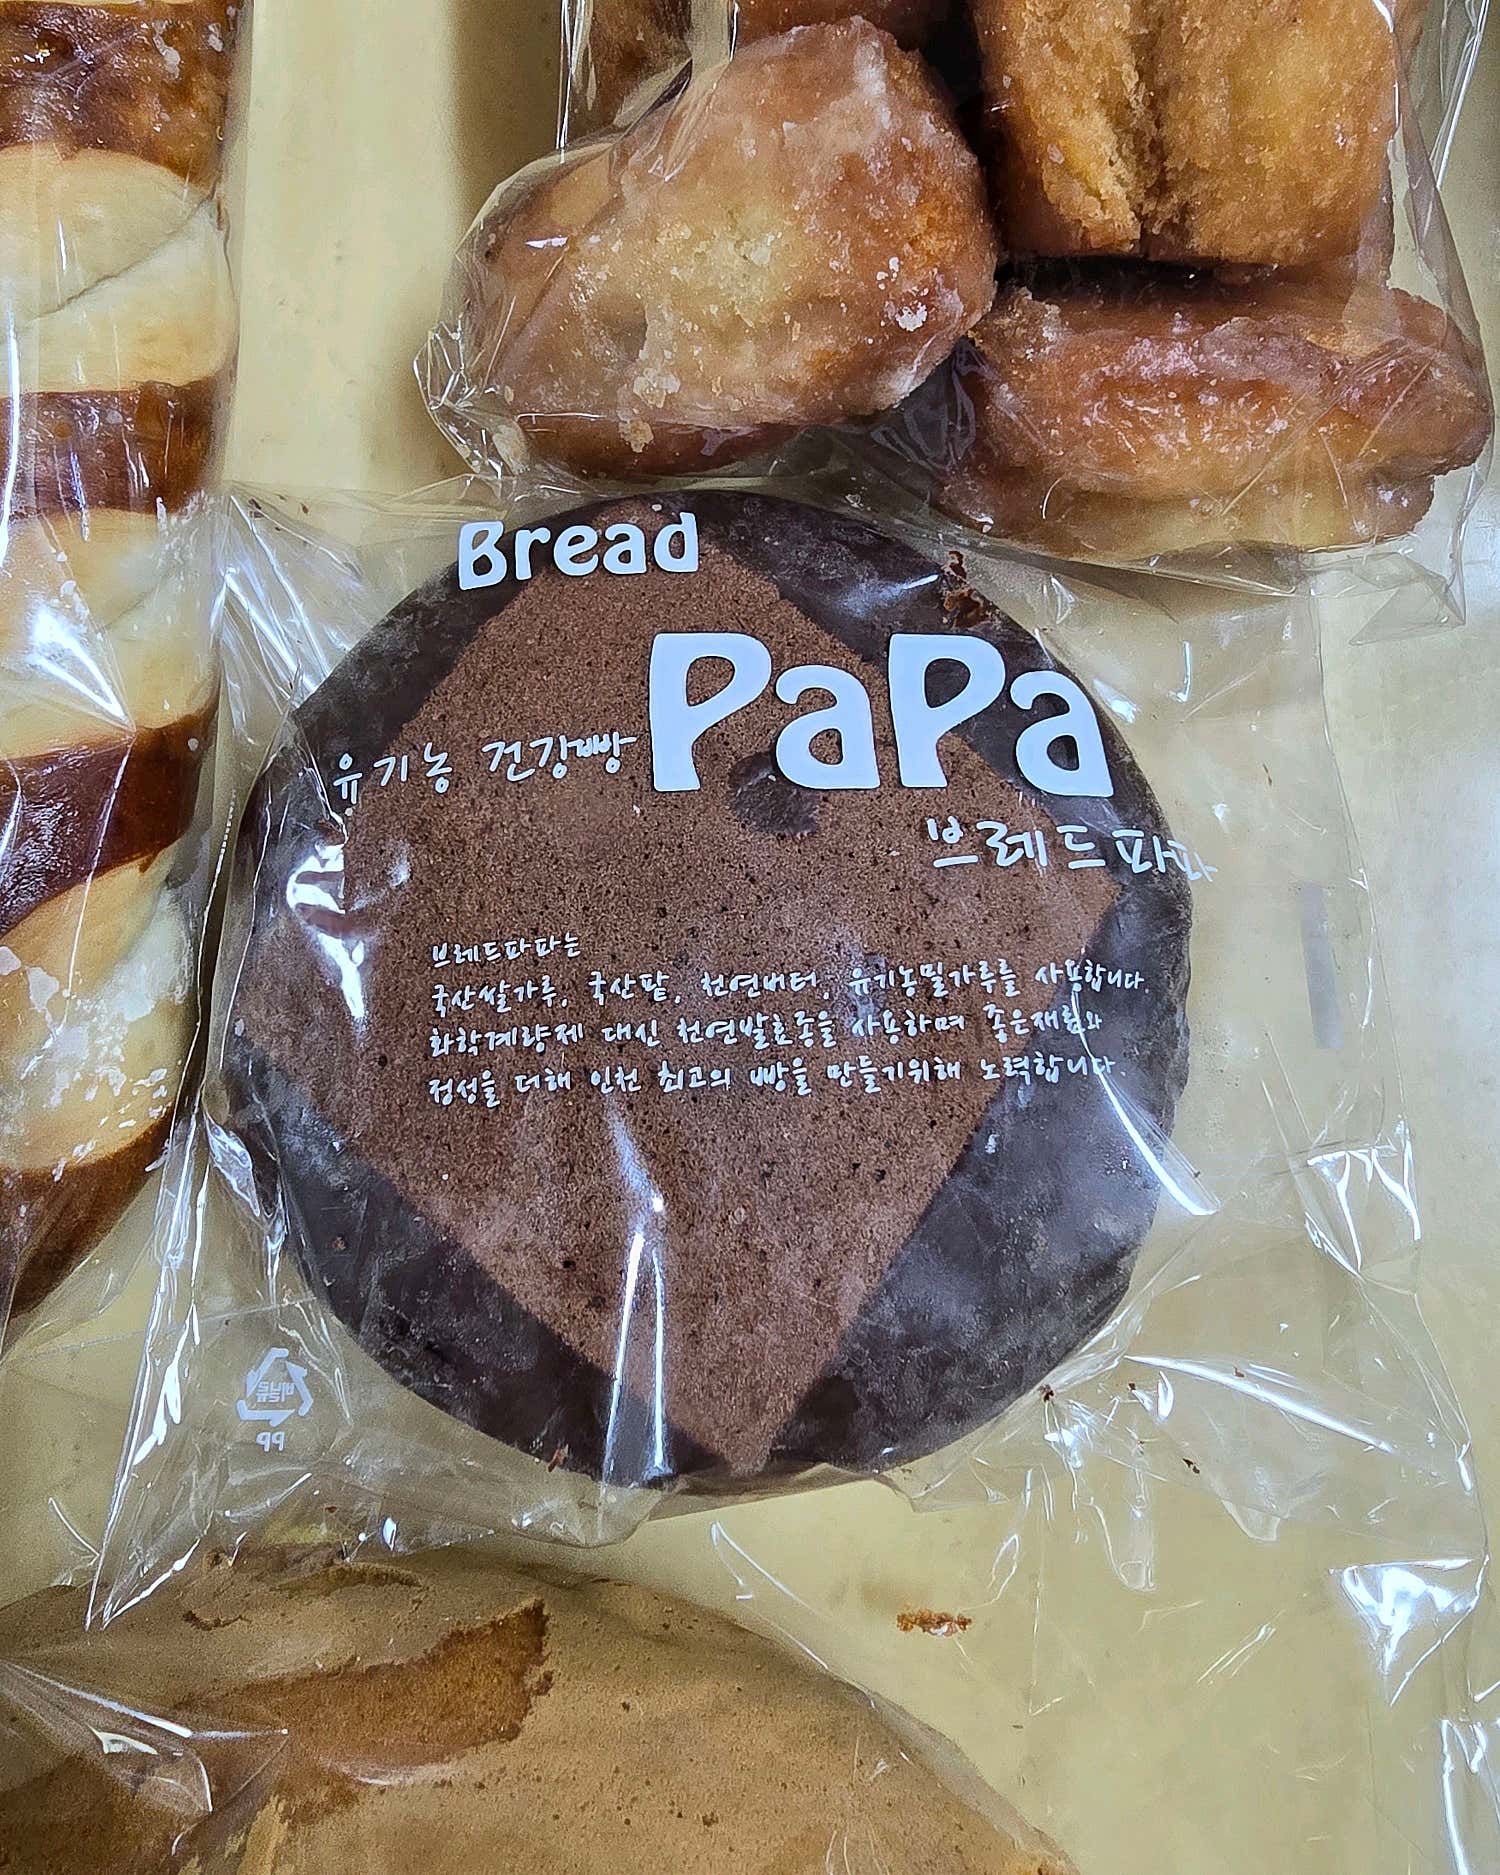 Bread
PaPa
유기농 건강빵
브레드파파
브레드파파는
국산쌀가루, 국산팥, 천연버터, 유기농밀가루를 사용합니다.
화학계량제 대신 천연발효종을 사용하며 좋은재료와
정성을 더해 인천 최고의 빵을 만들기위해 노력합니다.
비닐류
PP